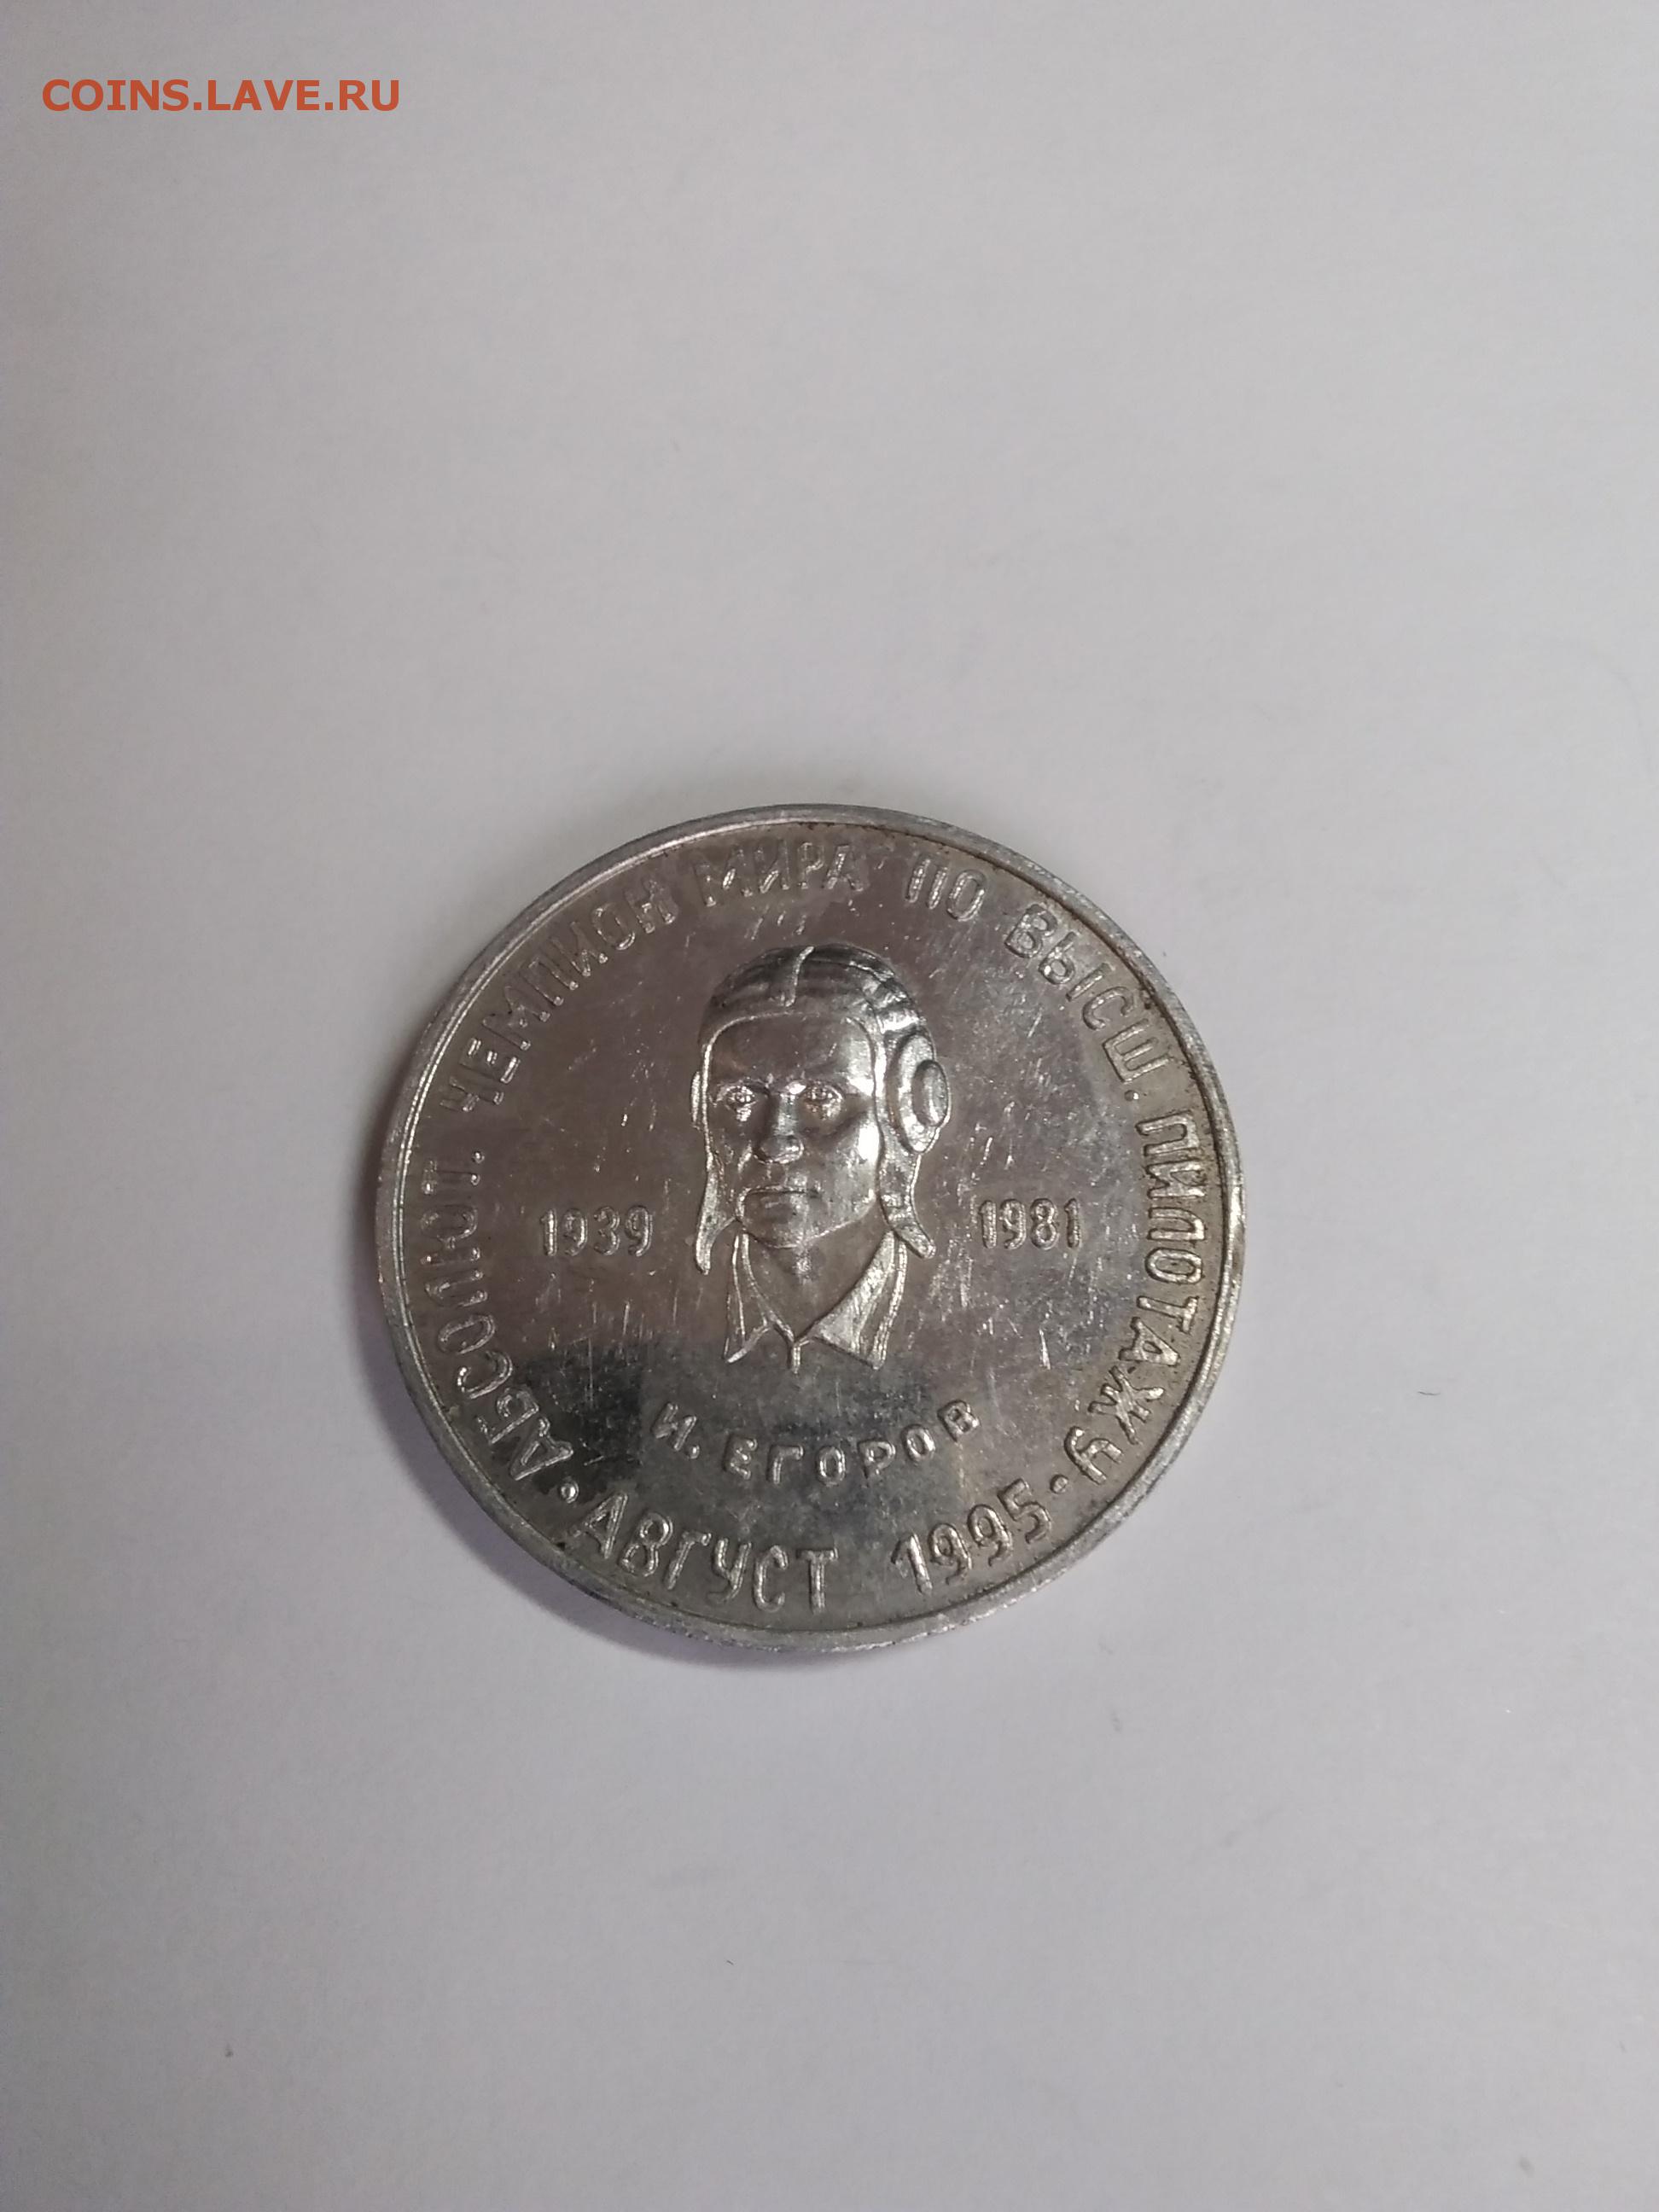 COINS.LAVE.RU
АБСОЛЮТ. ЧЕМПИОН МИРА ПО ВЫСШ. ПИЛОТАЖУ
1939 1981
И. ЕГОРОВ
• АВГУСТ 1995 •